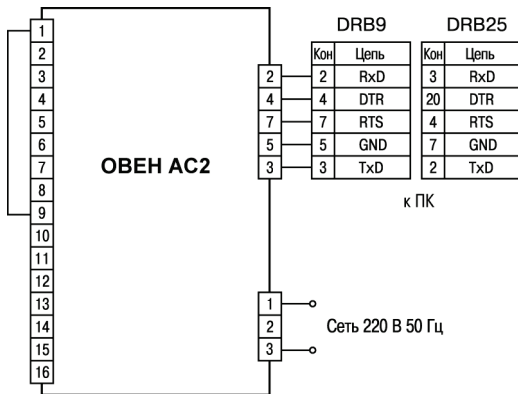 DRB9 DRB25
1
2
3
4
5
6
7
8
9
10
11
12
13
14
15
16
ОВЕН АС2
2
4
7
5
3
Кон Цепь
2 RxD
4 DTR
7 RTS
5 GND
3 TxD
Кон Цепь
3 RxD
20 DTR
4 RTS
7 GND
2 TxD
к ПК
1
2
3
Сеть 220 В 50 Гц